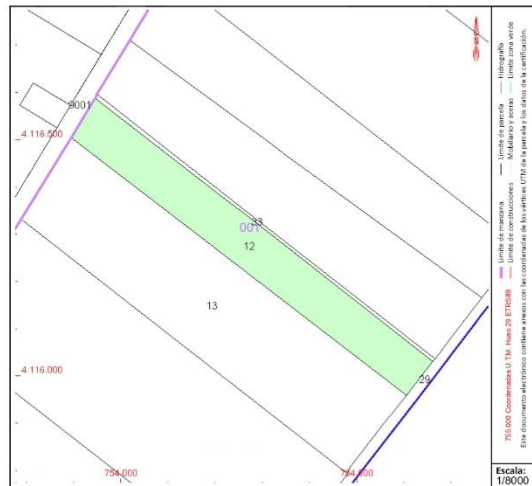 9001
4.116.500
33
001
12
13
4.116.000
29
754.000
Límite de manzana
Límite de parcela
Hidrografía
Límite de construcciones
Mobiliario y aceras
Límite zona verde
755.000 Coordenadas U.T.M. Huso 29 ETRS89
Este documento electrónico contiene anexos con las coordenadas de los vértices UTM de la parcela y los datos de la certificación.
Escala:
1/8000